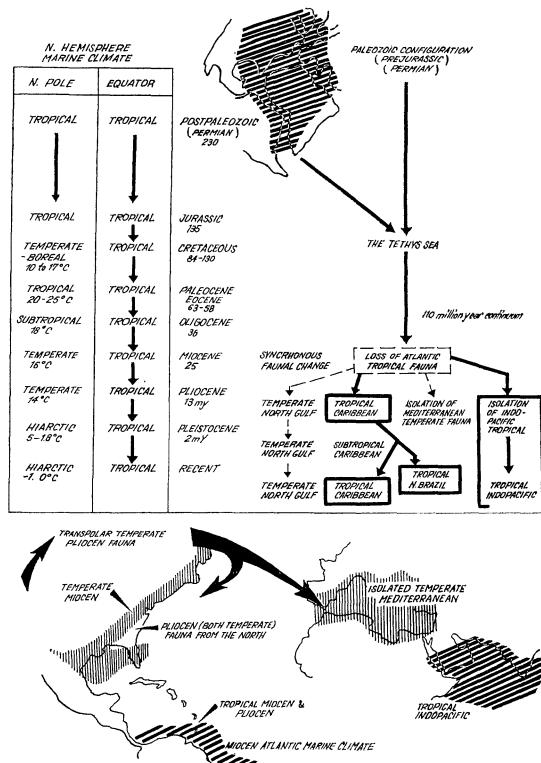 N. HEMISPHERE
MARINE CLIMATE
N. POLE EQUATOR
TROPICAL TROPICAL POSTPALEOZOIC
(PERMIAN)
230
TROPICAL TROPICAL JURASSIC
135
TEMPERATE TROPICAL CRETACEOUS
-BOREAL 84-130
10 to 17°C
TROPICAL TROPICAL PALEOCENE
20-25°C EOCENE
63-58
SUBTROPICAL TROPICAL OLIGOCENE
18°C 36
TEMPERATE TROPICAL MIOCENE
16°C 25
TEMPERATE TROPICAL PLIOCENE
14°C 13 my
HIARCTIC TROPICAL PLEISTOCENE
5-1.8°C 2 mY
HIARCTIC TROPICAL RECENT
-1. 0°C
PALEOZOIC CONFIGURATION
(PREJURASSIC)
(PERMIAN)
THE TETHYS SEA
110 million year continuum
SYNCRHONOUS
FAUNAL CHANGE
LOSS OF ATLANTIC
TROPICAL FAUNA
TEMPERATE
NORTH GULF
TROPICAL
CARIBBEAN
ISOLATION OF
MEDITERRANEAN
TEMPERATE FAUNA
ISOLATION
OF INDO-
PACIFIC
TROPICAL
TEMPERATE
NORTH GULF
SUBTROPICAL
CARIBBEAN
TEMPERATE
NORTH GULF
TROPICAL
CARIBBEAN
TROPICAL
N. BRAZIL
TROPICAL
INDOPACIFIC
TRANSPOLAR TEMPERATE
PLIOCEN FAUNA
TEMPERATE
MIOCEN
PLIOCEN (BOTH TEMPERATE)
FAUNA FROM THE NORTH
ISOLATED TEMPERATE
MEDITERRANEAN
TROPICAL MIOCEN &
PLIOCEN
TROPICAL
INDOPACIFIC
MIOCEN ATLANTIC MARINE CLIMATE